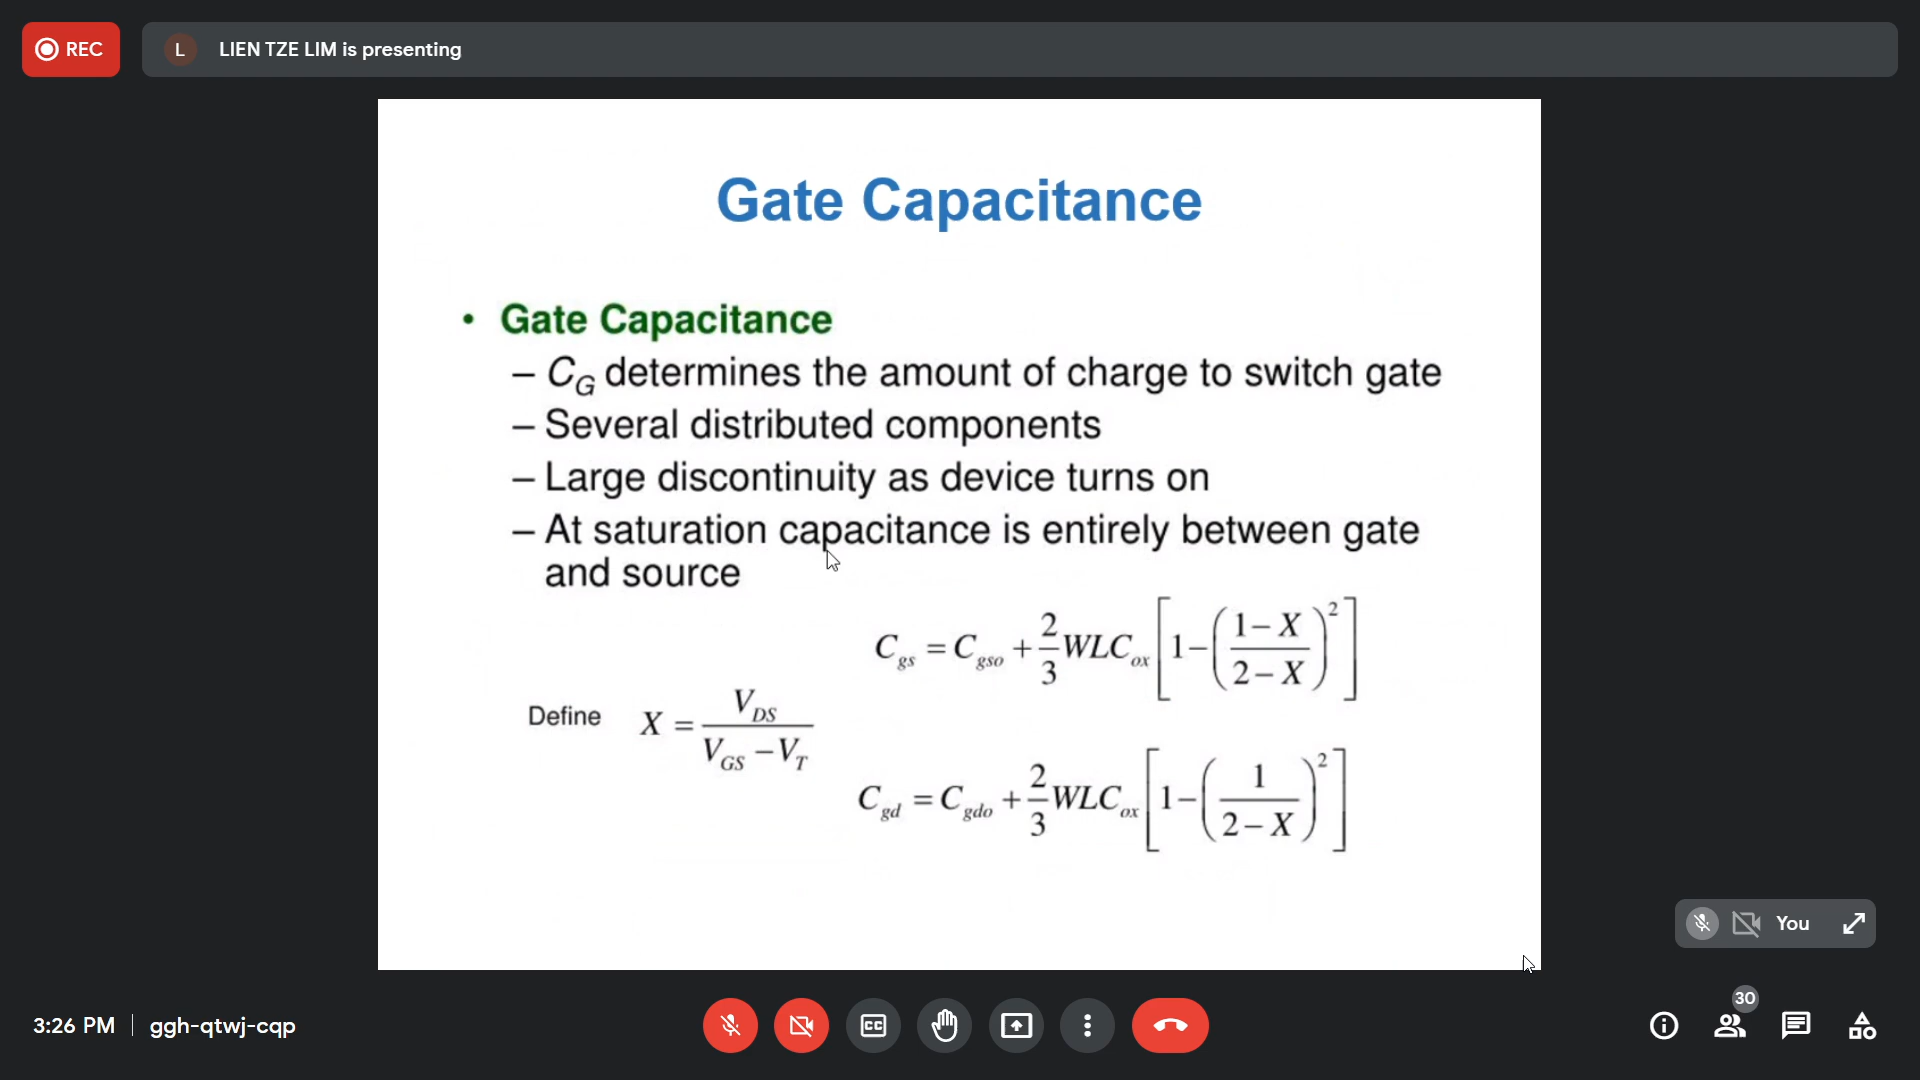 REC
L LIEN TZE LIM is presenting
Gate Capacitance
• Gate Capacitance
– C_G determines the amount of charge to switch gate
– Several distributed components
– Large discontinuity as device turns on
– At saturation capacitance is entirely between gate
and source
C_gs = C_gso + 2/3 WLC_ox [1 − ((1 − X)/(2 − X))^2]
Define X = V_DS/(V_GS − V_T)
C_gd = C_gdo + 2/3 WLC_ox [1 − (1/(2 − X))^2]
You
3:26 PM | ggh-qtwj-cqp
CC
30